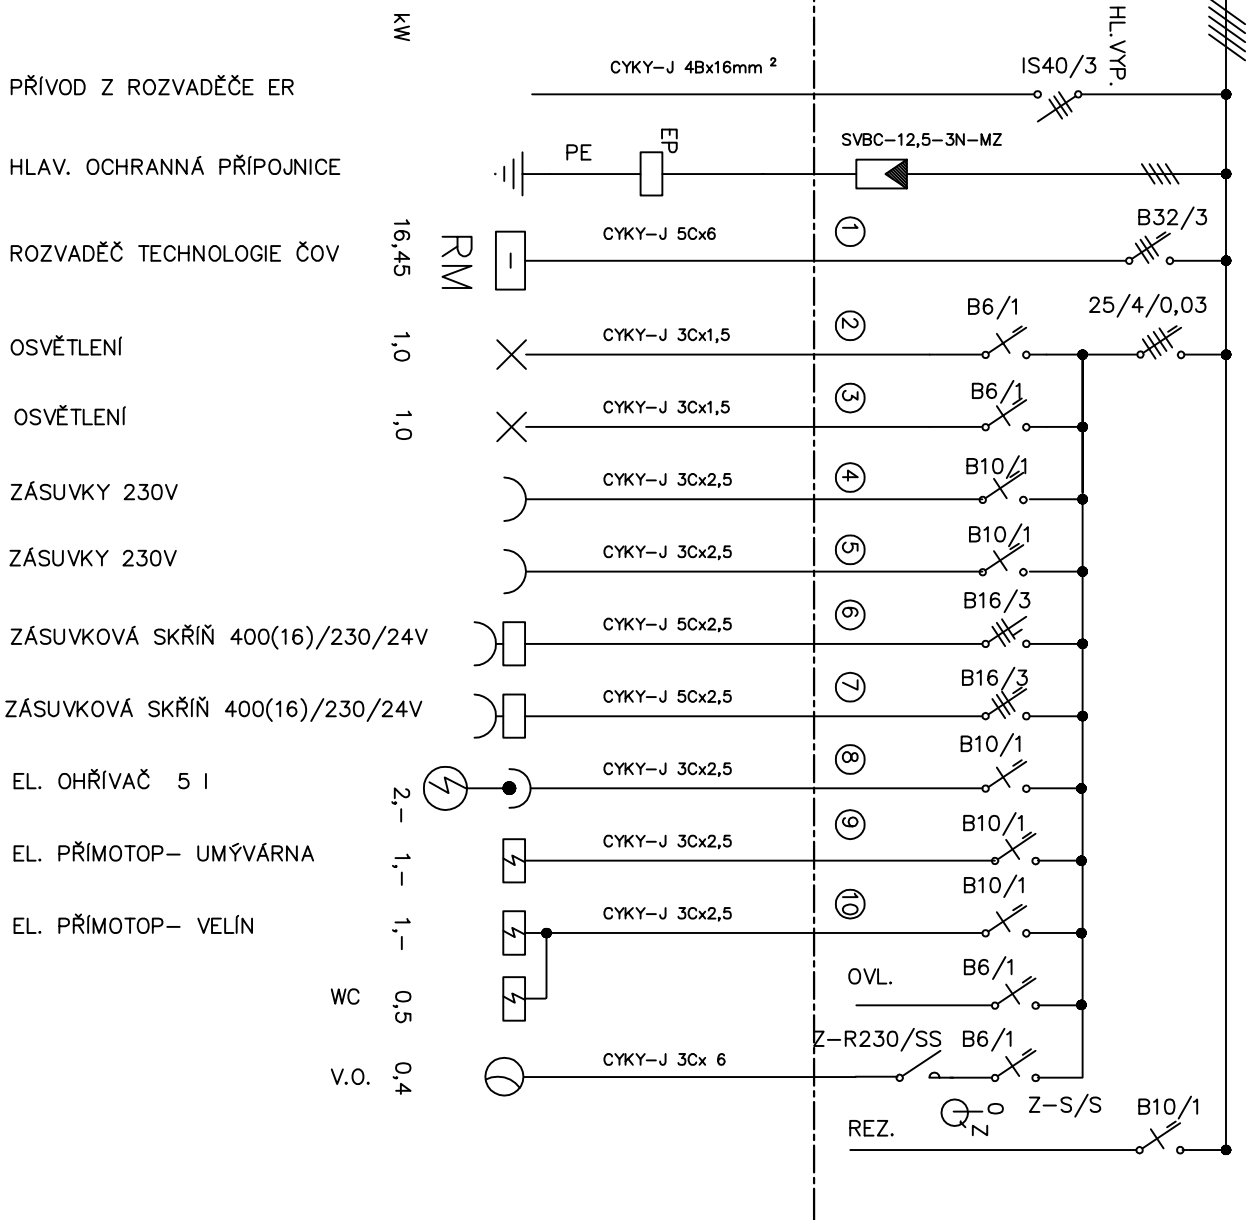 kW
HL. VYP.
PŘÍVOD Z ROZVADĚČE ER
CYKY-J 4Bx16mm ²
IS40/3
HLAV. OCHRANNÁ PŘÍPOJNICE
PE
EP
SVBC-12,5-3N-MZ
ROZVADĚČ TECHNOLOGIE ČOV
16,45
RM
CYKY-J 5Cx6
1
B32/3
OSVĚTLENÍ
1,0
CYKY-J 3Cx1,5
2
B6/1
25/4/0,03
OSVĚTLENÍ
1,0
CYKY-J 3Cx1,5
3
B6/1
ZÁSUVKY 230V
CYKY-J 3Cx2,5
4
B10/1
ZÁSUVKY 230V
CYKY-J 3Cx2,5
5
B10/1
ZÁSUVKOVÁ SKŘÍŇ 400(16)/230/24V
CYKY-J 5Cx2,5
6
B16/3
ZÁSUVKOVÁ SKŘÍŇ 400(16)/230/24V
CYKY-J 5Cx2,5
7
B16/3
EL. OHŘÍVAČ 5 l
2,-
CYKY-J 3Cx2,5
8
B10/1
EL. PŘÍMOTOP- UMÝVÁRNA
1,-
CYKY-J 3Cx2,5
9
B10/1
EL. PŘÍMOTOP- VELÍN
1,-
CYKY-J 3Cx2,5
10
B10/1
WC
0,5
OVL.
B6/1
V.O.
0,4
CYKY-J 3Cx 6
Z-R230/SS
B6/1
0
Z
Z-S/S
REZ.
B10/1